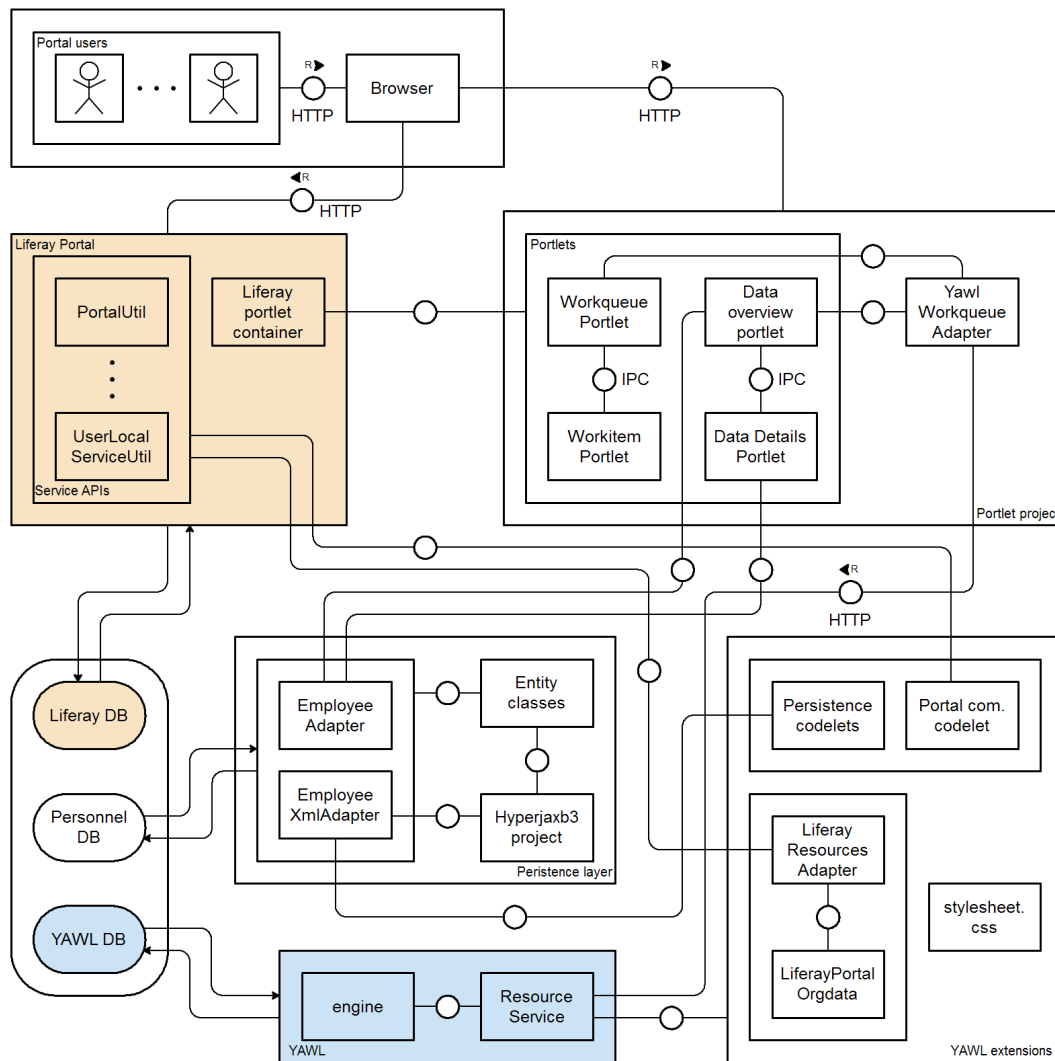 Portal users
R
R
Browser
HTTP
HTTP
R
HTTP
Liferay Portal
Portlets
PortalUtil
Liferay
portlet
container
Workqueue
Portlet
Data
overview
portlet
Yawl
Workqueue
Adapter
IPC
IPC
UserLocal
ServiceUtil
Workitem
Portlet
Data Details
Portlet
Service APIs
Portlet project
R
HTTP
Liferay DB
Employee
Adapter
Entity
classes
Persistence
codelets
Portal com.
codelet
Personnel
DB
Employee
XmlAdapter
Hyperjaxb3
project
Peristence layer
Liferay
Resources
Adapter
stylesheet.
css
YAWL DB
engine
Resource
Service
LiferayPortal
Orgdata
YAWL
YAWL extensions